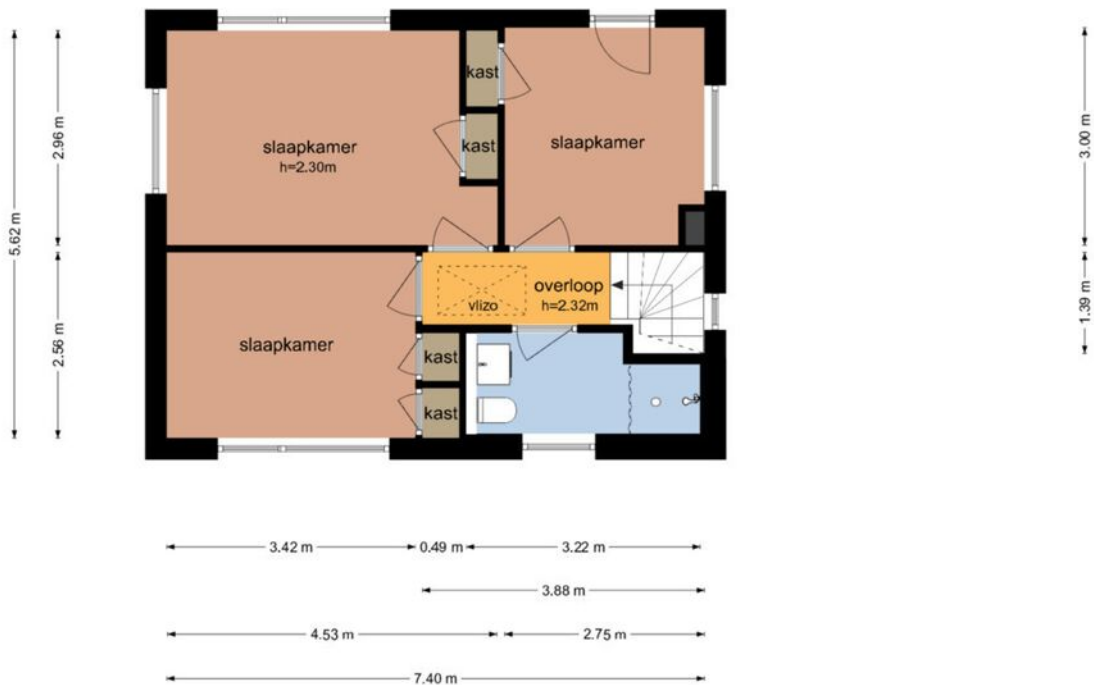 kast
slaapkamer
h=2.30m
kast
slaapkamer
overloop
h=2.32m
vlizo
slaapkamer
kast
kast
5.62 m
2.96 m
2.56 m
3.00 m
1.39 m
3.42 m
0.49 m
3.22 m
3.88 m
4.53 m
2.75 m
7.40 m